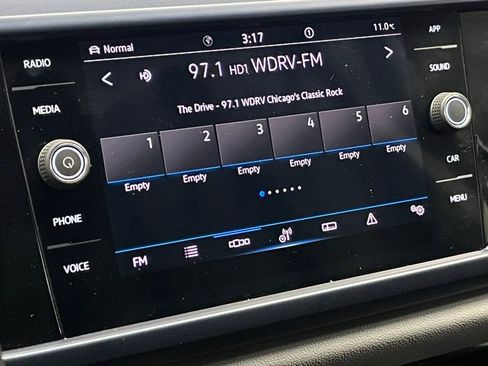 RADIO
MEDIA
PHONE
VOICE
Normal
3:17
11.0°C
97.1 HD1 WDRV-FM
The Drive - 97.1 WDRV Chicago's Classic Rock
1 2 3 4 5 6
Empty Empty Empty Empty Empty Empty
FM
APP
SOUND
CAR
MENU